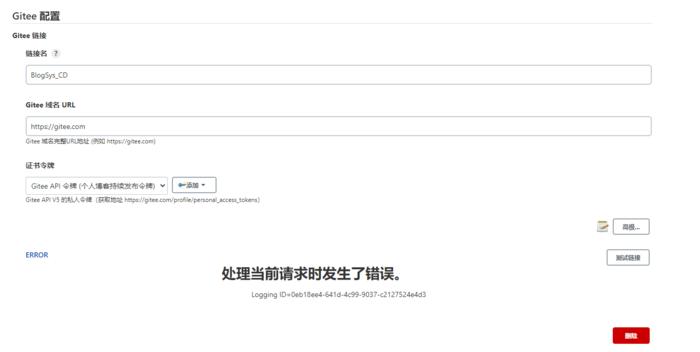 Gitee 配置
Gitee 链接
链接名 ?
BlogSys_CD
Gitee 域名 URL
https://gitee.com
Gitee 域名完整URL地址 (例如 https://gitee.com)
证书令牌
Gitee API 令牌 (个人博客持续发布令牌)
添加
Gitee API V5 的私人令牌（获取地址 https://gitee.com/profile/personal_access_tokens）
高级...
ERROR
测试链接
处理当前请求时发生了错误。
Logging ID=0eb18ee4-641d-4c99-9037-c2127524e4d3
删除